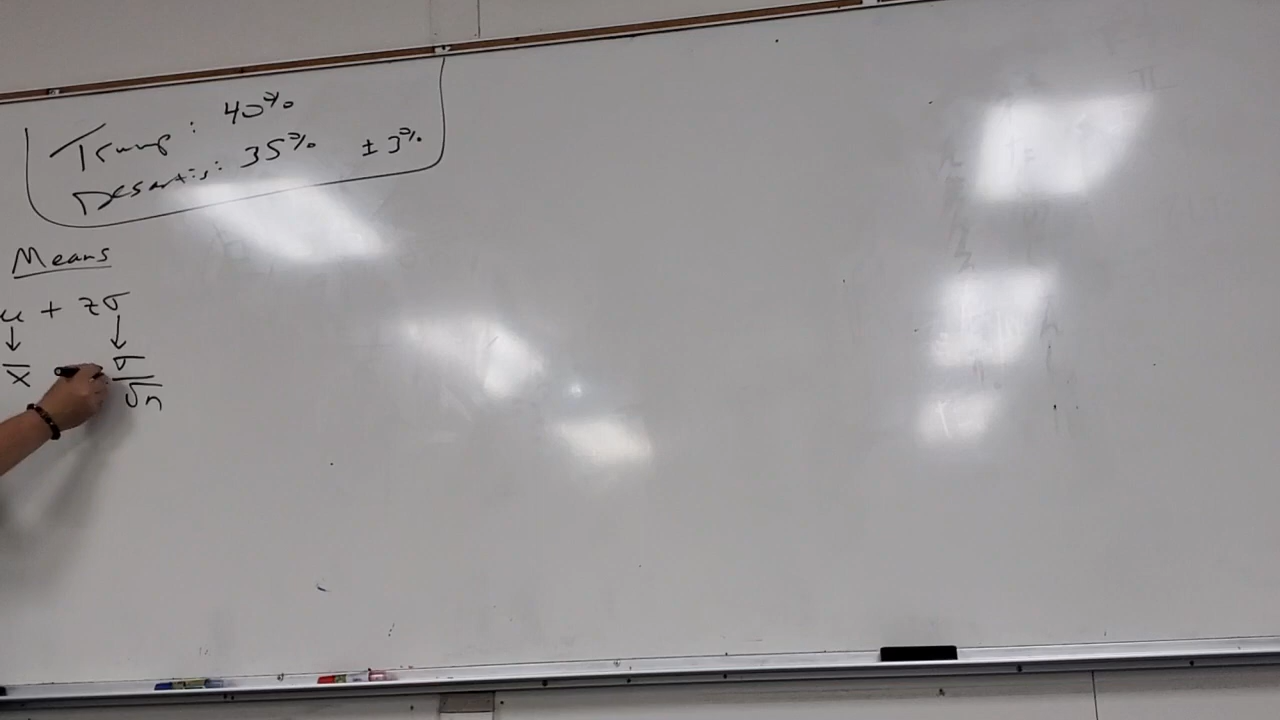 Trump: 40%
Desantis: 35% ± 3%
Means
μ + zσ
↓ ↓
x̄ σ/√n